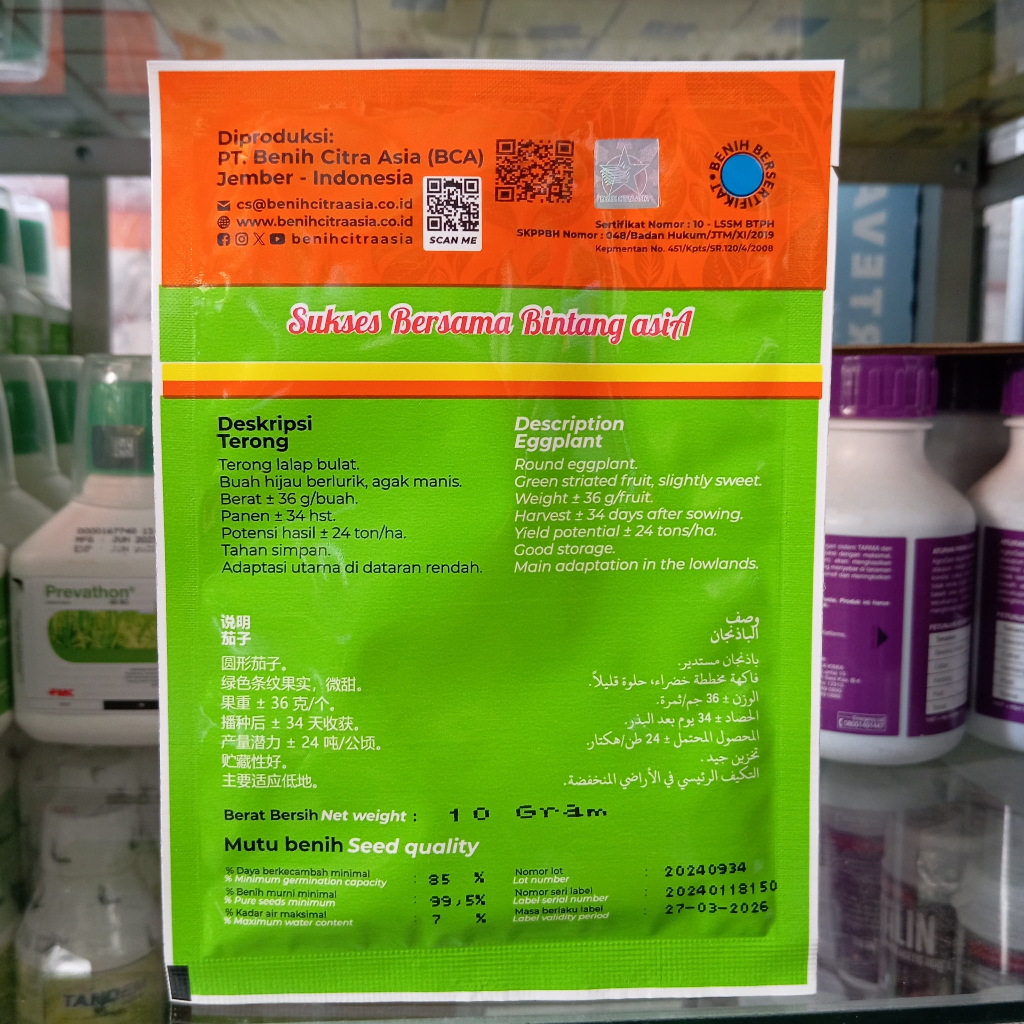 Diproduksi:
PT. Benih Citra Asia (BCA)
Jember - Indonesia
cs@benihcitraasia.co.id
www.benihcitraasia.co.id
benihcitraasia
SCAN ME
BENIH BERSERTIFIKAT
Sertifikat Nomor : 10 - LSSM BTPH
SKPPBH Nomor : 048/Badan Hukum/JTM/XI/2019
Kepmentan No. 451/Kpts/SR.120/4/2008
Sukses Bersama Bintang asiA
Deskripsi
Terong
Terong lalap bulat.
Buah hijau berlurik, agak manis.
Berat ± 36 g/buah.
Panen ± 34 hst.
Potensi hasil ± 24 ton/ha.
Tahan simpan.
Adaptasi utama di dataran rendah.
Description
Eggplant
Round eggplant.
Green striated fruit, slightly sweet.
Weight ± 36 g/fruit.
Harvest ± 34 days after sowing.
Yield potential ± 24 tons/ha.
Good storage.
Main adaptation in the lowlands.
说明
茄子
圆形茄子。
绿色条纹果实，微甜。
果重 ± 36 克/个。
播种后 ± 34 天收获。
产量潜力 ± 24 吨/公顷。
贮藏性好。
主要适应低地。
وصف
الباذنجان
باذنجان مستدير.
فاكهة مخططة خضراء، حلوة قليلاً.
الوزن ± 36 جم/ثمرة.
الحصاد ± 34 يوم بعد البذر.
المحصول المحتمل ± 24 طن/هكتار.
تخزين جيد.
التكيف الرئيسي في الأراضي المنخفضة.
Berat Bersih Net weight : 10 Gram
Mutu benih Seed quality
% Daya berkecambah minimal
% Minimum germination capacity : 85 %
% Benih murni minimal
% Pure seeds minimum : 99,5%
% Kadar air maksimal
% Maximum water content : 7 %
Nomor lot
Lot number : 20240934
Nomor seri label
Label serial number : 20240118150
Masa berlaku label
Label validity period : 27-03-2026
Prevathon
FMC